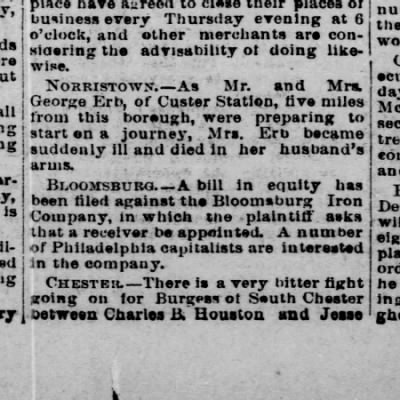 place have agreed to close their places of
business every Thursday evening at 6
o'clock, and other merchants are con-
sidering the advisability of doing like-
wise.
NORRISTOWN.—As Mr. and Mrs.
George Erb, of Custer Station, five miles
from this borough, were preparing to
start on a journey, Mrs. Erb became
suddenly ill and died in her husband's
arms.
BLOOMSBURG.—A bill in equity has
been filed against the Bloomsburg Iron
Company, in which the plaintiff asks
that a receiver be appointed. A number
of Philadelphia capitalists are interested
in the company.
CHESTER.—There is a very bitter fight
going on for Burgess of South Chester
between Charles B. Houston and Jesse